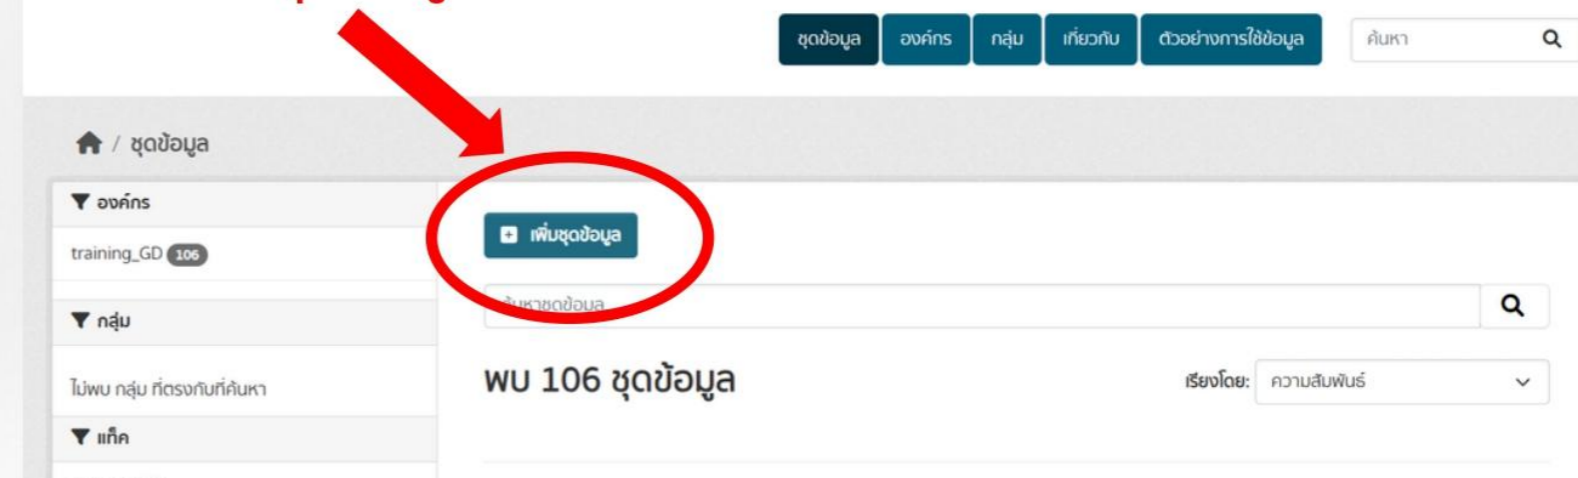 ชุดข้อมูล องค์กร กลุ่ม เกี่ยวกับ ตัวอย่างการใช้ข้อมูล ค้นหา
/ ชุดข้อมูล
องค์กร
training_GD 106
เพิ่มชุดข้อมูล
ค้นหาชุดข้อมูล
กลุ่ม
ไม่พบ กลุ่ม ที่ตรงกับที่ค้นหา
พบ 106 ชุดข้อมูล
เรียงโดย: ความสัมพันธ์
แท็ค